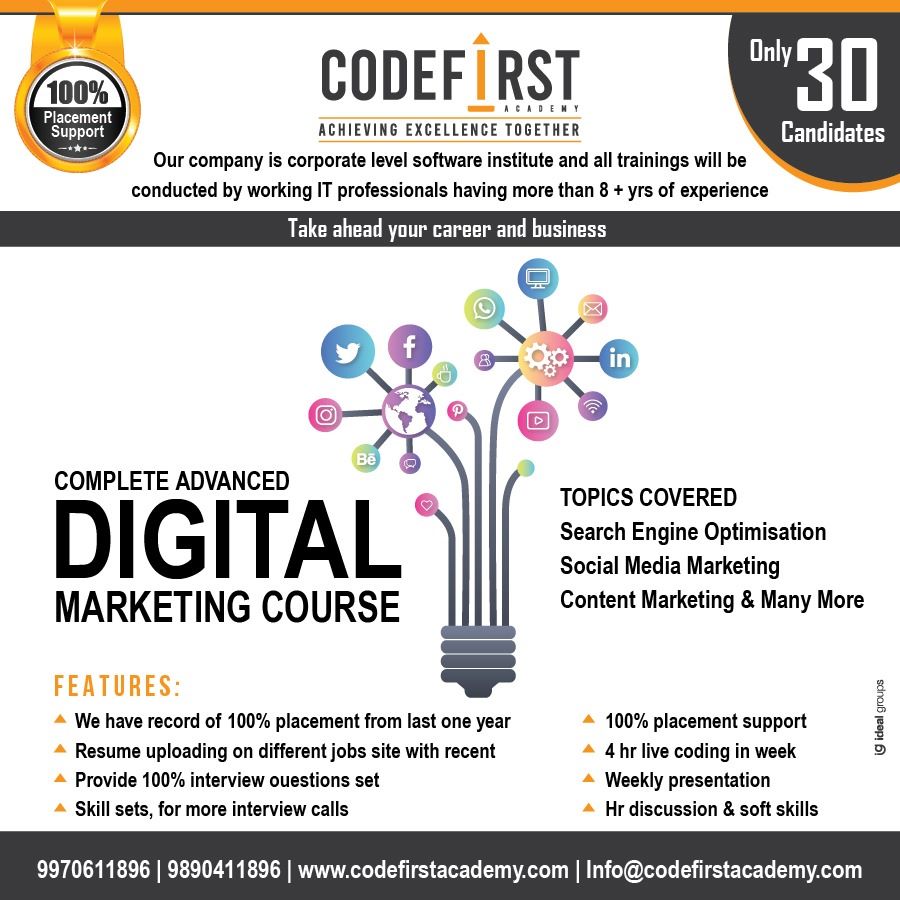 100%
Placement
Support
CODEFIRST
ACADEMY
ACHIEVING EXCELLENCE TOGETHER
Only 30
Candidates
Our company is corporate level software institute and all trainings will be
conducted by working IT professionals having more than 8 + yrs of experience
Take ahead your career and business
Bē
in
COMPLETE ADVANCED
DIGITAL
MARKETING COURSE
TOPICS COVERED
Search Engine Optimisation
Social Media Marketing
Content Marketing & Many More
FEATURES:
We have record of 100% placement from last one year
Resume uploading on different jobs site with recent
Provide 100% interview ouestions set
Skill sets, for more interview calls
100% placement support
4 hr live coding in week
Weekly presentation
Hr discussion & soft skills
ig ideal groups
9970611896 | 9890411896 | www.codefirstacademy.com | Info@codefirstacademy.com